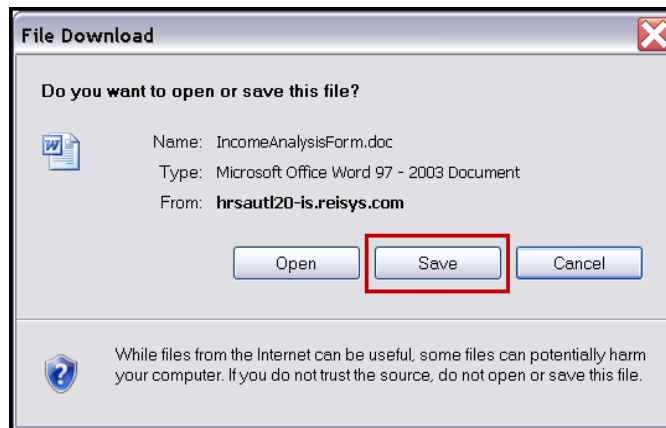 File Download
Do you want to open or save this file?
Name: IncomeAnalysisForm.doc
Type: Microsoft Office Word 97 - 2003 Document
From: hrsautl20-is.reisys.com
Open Save Cancel
While files from the Internet can be useful, some files can potentially harm
your computer. If you do not trust the source, do not open or save this file.